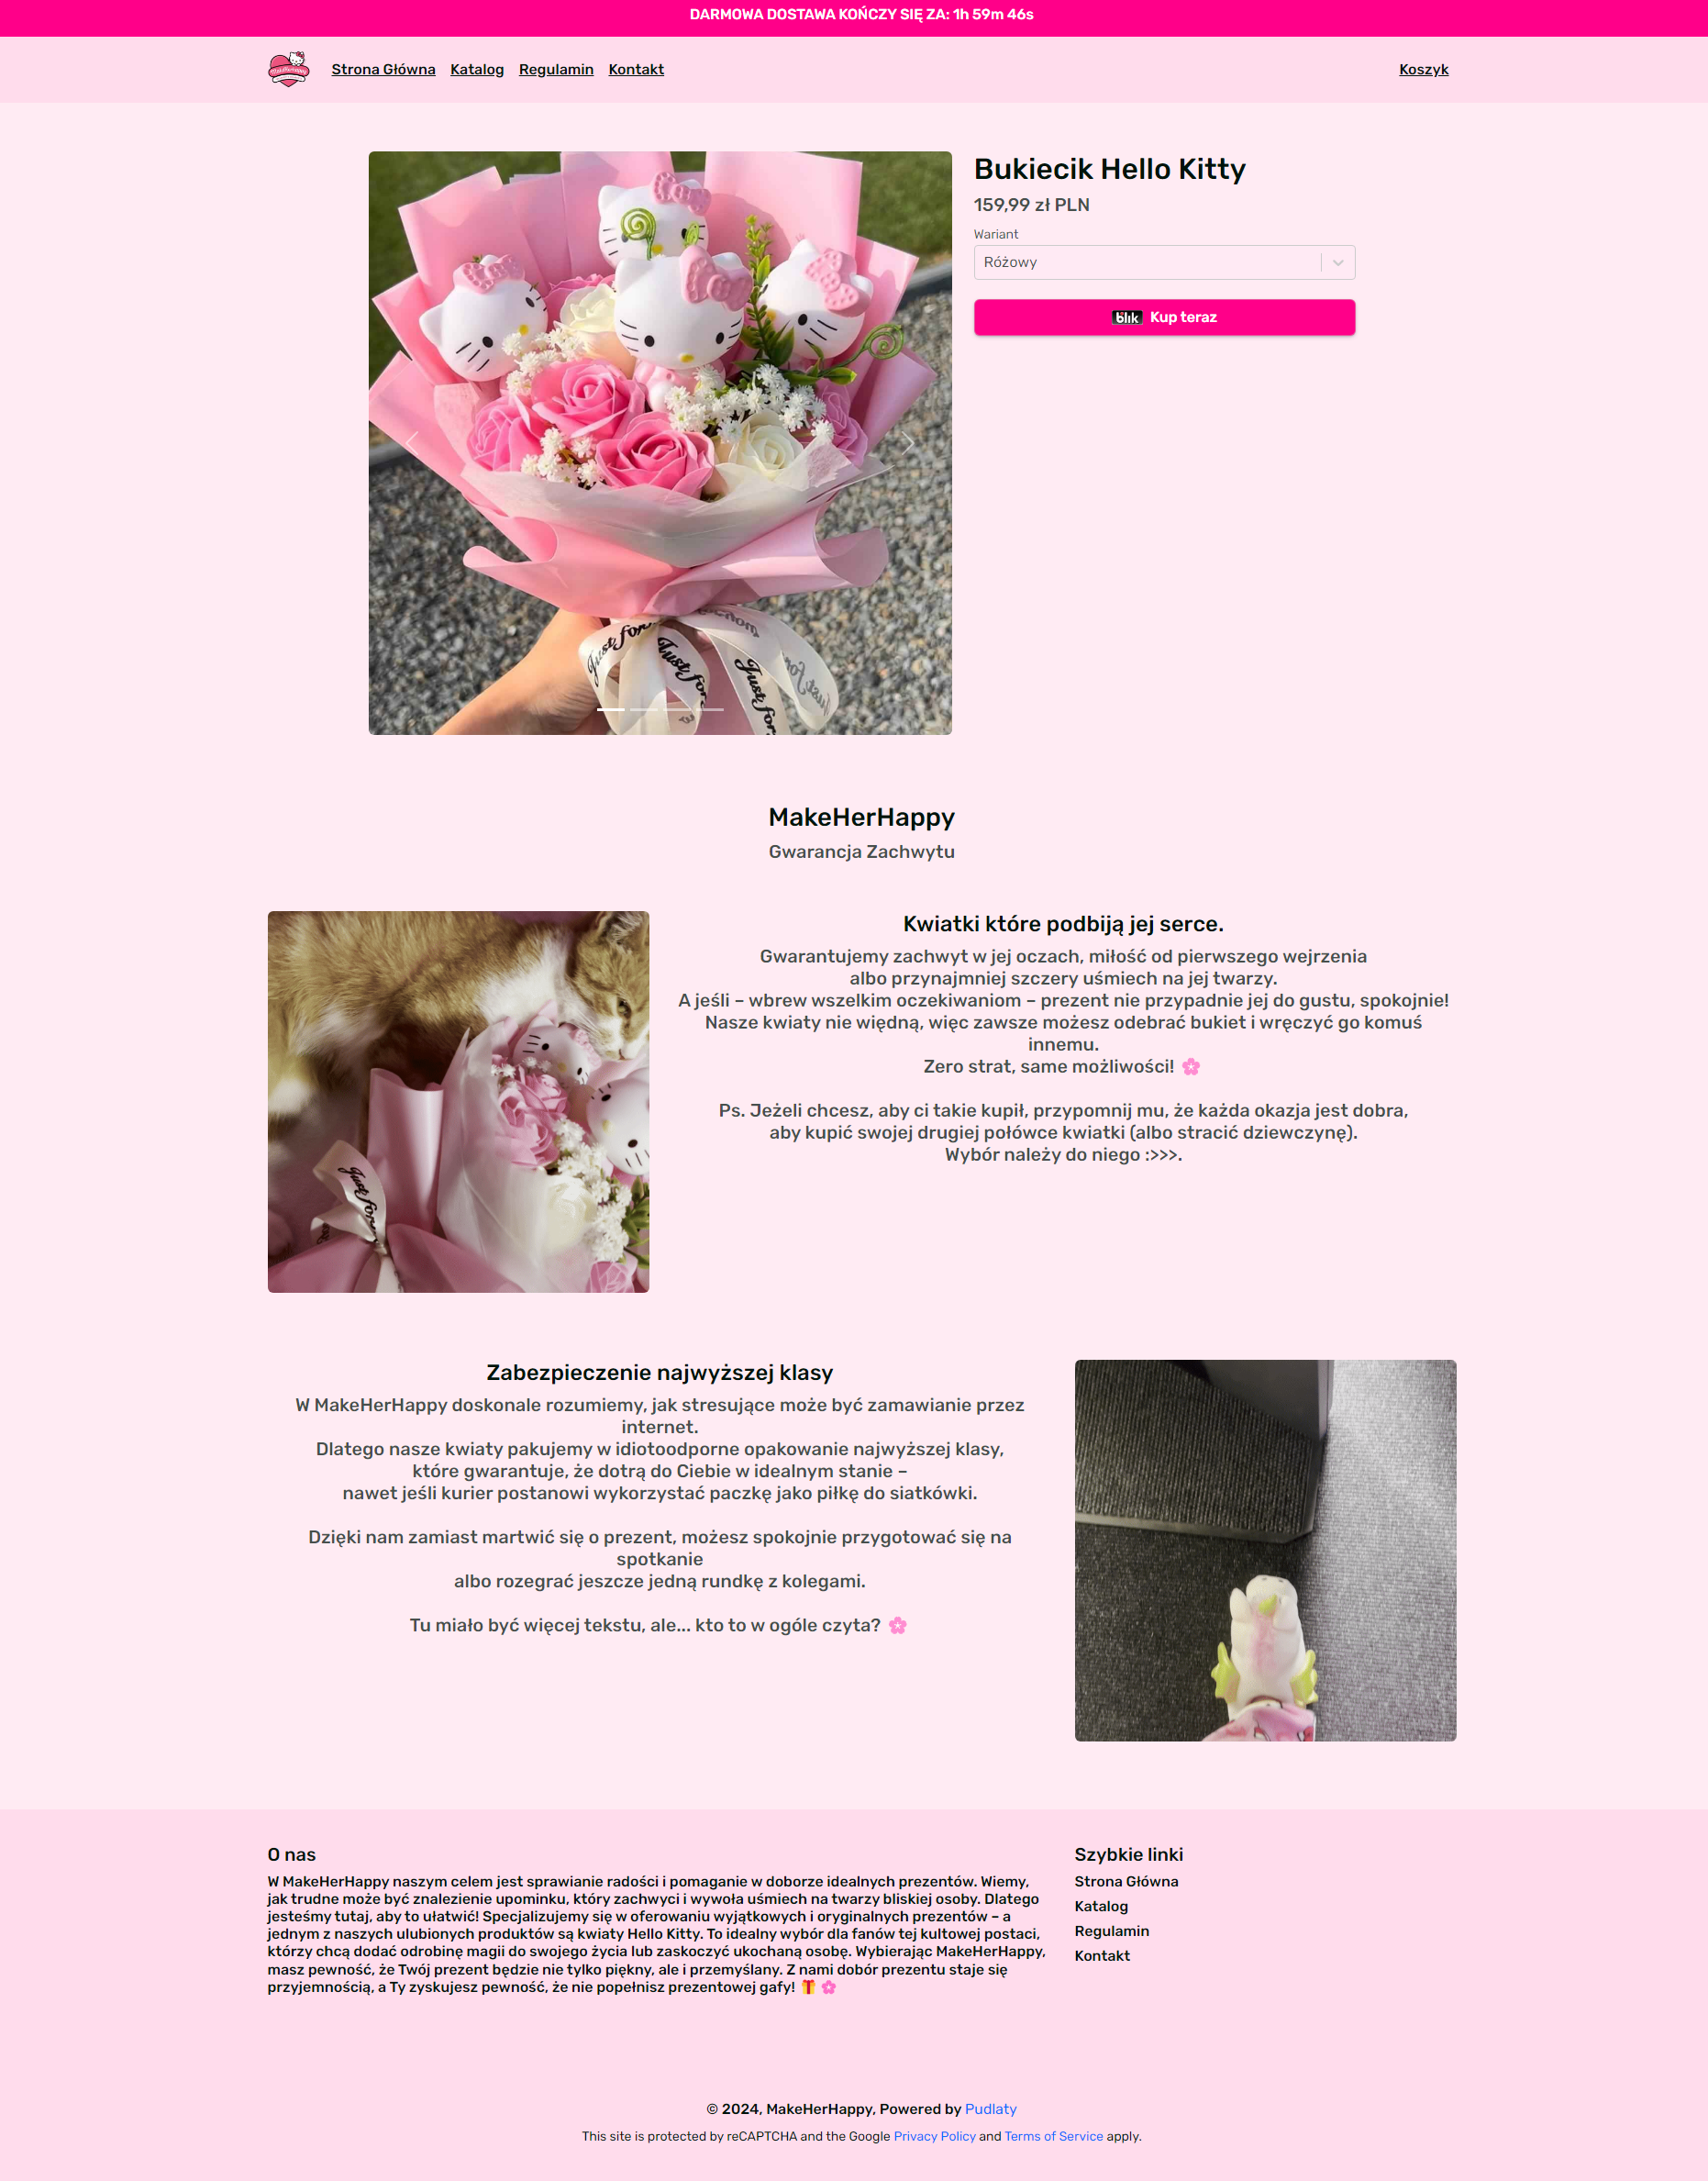 DARMOWA DOSTAWA KOŃCZY SIĘ ZA: 1h 59m 46s
Strona Główna Katalog Regulamin Kontakt Koszyk
Bukiecik Hello Kitty
159,99 zł PLN
Wariant
Różowy
blik Kup teraz
Just for
Just for
Just for
MakeHerHappy
Gwarancja Zachwytu
Kwiatki które podbiją jej serce.
Gwarantujemy zachwyt w jej oczach, miłość od pierwszego wejrzenia
albo przynajmniej szczery uśmiech na jej twarzy.
A jeśli – wbrew wszelkim oczekiwaniom – prezent nie przypadnie jej do gustu, spokojnie!
Nasze kwiaty nie więdną, więc zawsze możesz odebrać bukiet i wręczyć go komuś
innemu.
Zero strat, same możliwości! 🌸
Ps. Jeżeli chcesz, aby ci takie kupił, przypomnij mu, że każda okazja jest dobra,
aby kupić swojej drugiej połówce kwiatki (albo stracić dziewczynę).
Wybór należy do niego :>>>.
Just for
Zabezpieczenie najwyższej klasy
W MakeHerHappy doskonale rozumiemy, jak stresujące może być zamawianie przez
internet.
Dlatego nasze kwiaty pakujemy w idiotoodporne opakowanie najwyższej klasy,
które gwarantuje, że dotrą do Ciebie w idealnym stanie –
nawet jeśli kurier postanowi wykorzystać paczkę jako piłkę do siatkówki.
Dzięki nam zamiast martwić się o prezent, możesz spokojnie przygotować się na
spotkanie
albo rozegrać jeszcze jedną rundkę z kolegami.
Tu miało być więcej tekstu, ale... kto to w ogóle czyta? 🌸
O nas
W MakeHerHappy naszym celem jest sprawianie radości i pomaganie w doborze idealnych prezentów. Wiemy,
jak trudne może być znalezienie upominku, który zachwyci i wywoła uśmiech na twarzy bliskiej osoby. Dlatego
jesteśmy tutaj, aby to ułatwić! Specjalizujemy się w oferowaniu wyjątkowych i oryginalnych prezentów – a
jednym z naszych ulubionych produktów są kwiaty Hello Kitty. To idealny wybór dla fanów tej kultowej postaci,
którzy chcą dodać odrobinę magii do swojego życia lub zaskoczyć ukochaną osobę. Wybierając MakeHerHappy,
masz pewność, że Twój prezent będzie nie tylko piękny, ale i przemyślany. Z nami dobór prezentu staje się
przyjemnością, a Ty zyskujesz pewność, że nie popełnisz prezentowej gafy! 🎁 🌸
Szybkie linki
Strona Główna
Katalog
Regulamin
Kontakt
© 2024, MakeHerHappy, Powered by Pudlaty
This site is protected by reCAPTCHA and the Google Privacy Policy and Terms of Service apply.